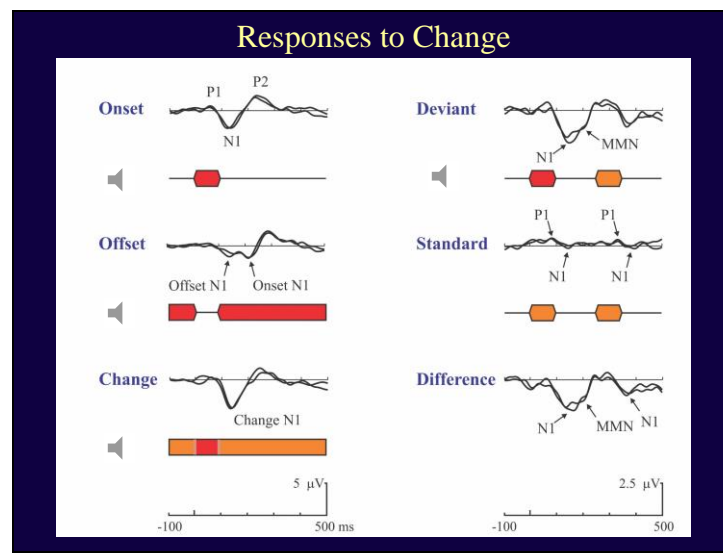 Responses to Change
Onset
P1
P2
N1
Offset
Offset N1
Onset N1
Change
Change N1
5 μV
-100
500 ms
Deviant
N1
MMN
Standard
P1
P1
N1
N1
Difference
N1
MMN
N1
2.5 μV
-100
500